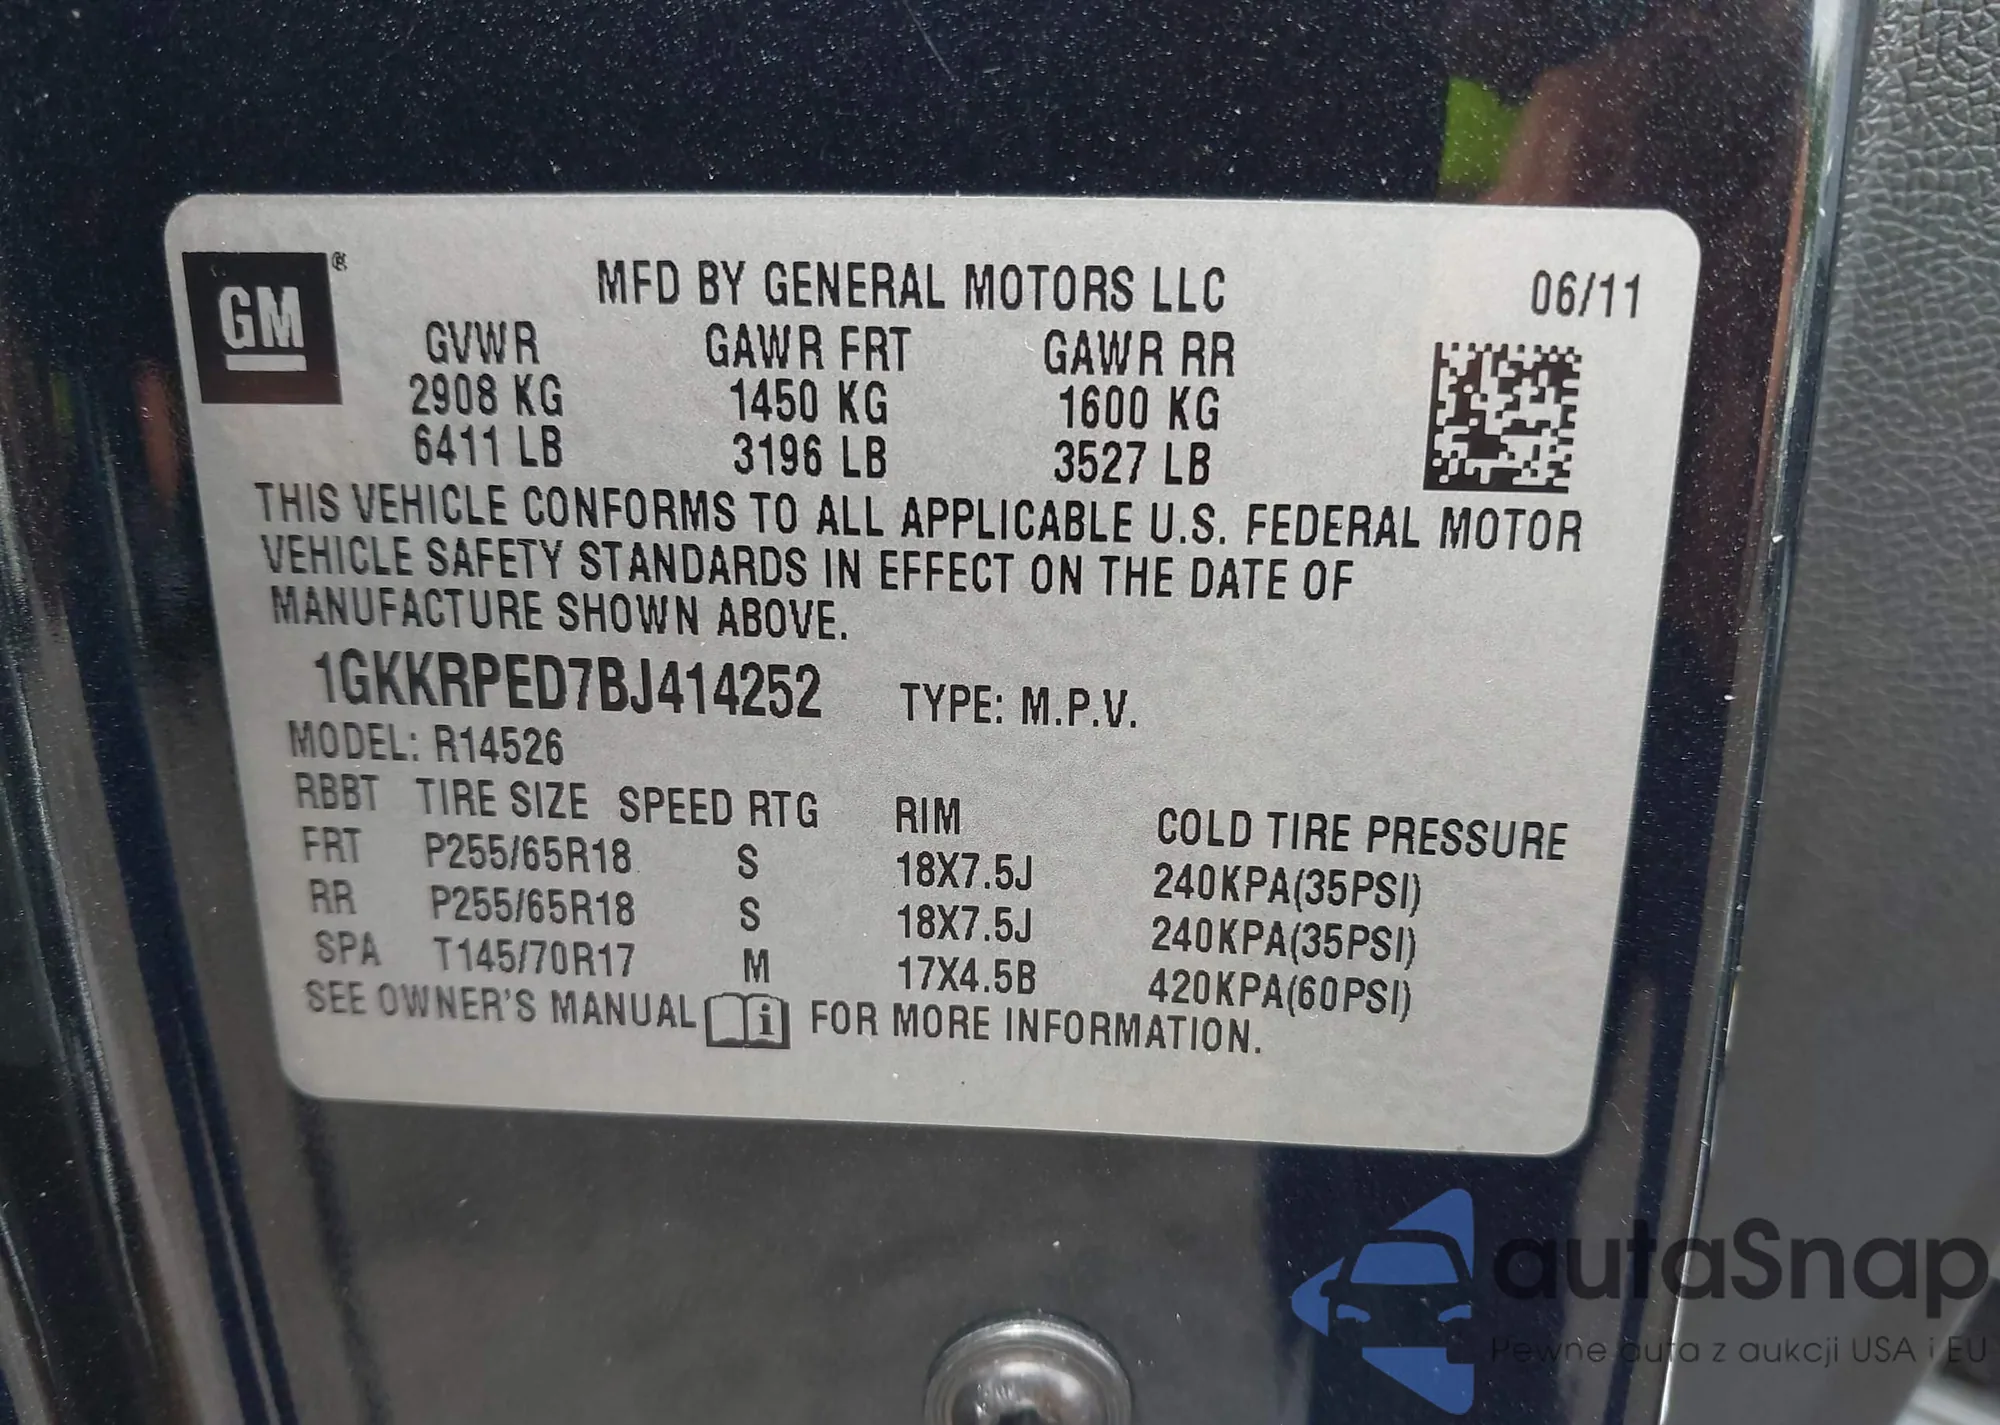 GM ®
MFD BY GENERAL MOTORS LLC 06/11
GVWR GAWR FRT GAWR RR
2908 KG 1450 KG 1600 KG
6411 LB 3196 LB 3527 LB
THIS VEHICLE CONFORMS TO ALL APPLICABLE U.S. FEDERAL MOTOR
VEHICLE SAFETY STANDARDS IN EFFECT ON THE DATE OF
MANUFACTURE SHOWN ABOVE.
1GKKRPED7BJ414252 TYPE: M.P.V.
MODEL: R14526
RBBT TIRE SIZE SPEED RTG RIM COLD TIRE PRESSURE
FRT P255/65R18 S 18X7.5J 240KPA(35PSI)
RR P255/65R18 S 18X7.5J 240KPA(35PSI)
SPA T145/70R17 M 17X4.5B 420KPA(60PSI)
SEE OWNER'S MANUAL i FOR MORE INFORMATION.
autaSnap
Pewne auta z aukcji USA i EU